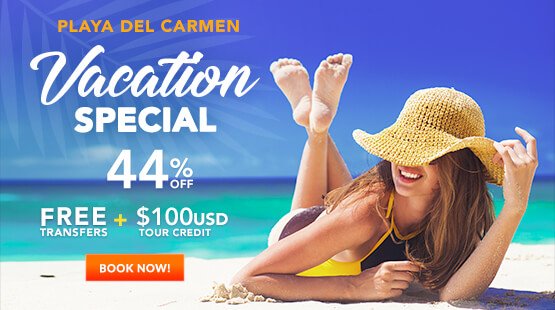 PLAYA DEL CARMEN
Vacation
SPECIAL
44% OFF
FREE TRANSFERS + $100USD TOUR CREDIT
BOOK NOW!